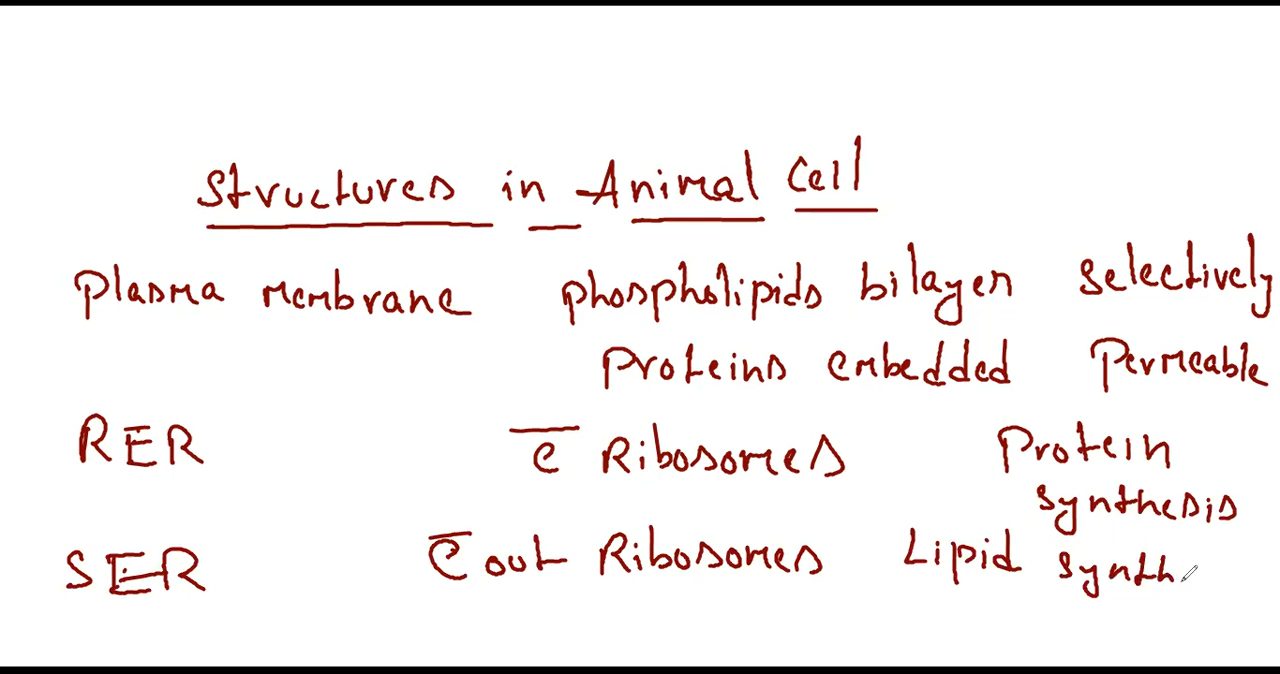 Structures in Animal Cell
Plasma membrane phospholipids bilayer selectively
Proteins embedded Permeable
RER c̅ Ribosomes Protein
synthesis
SER c̅out Ribosomes Lipid synth